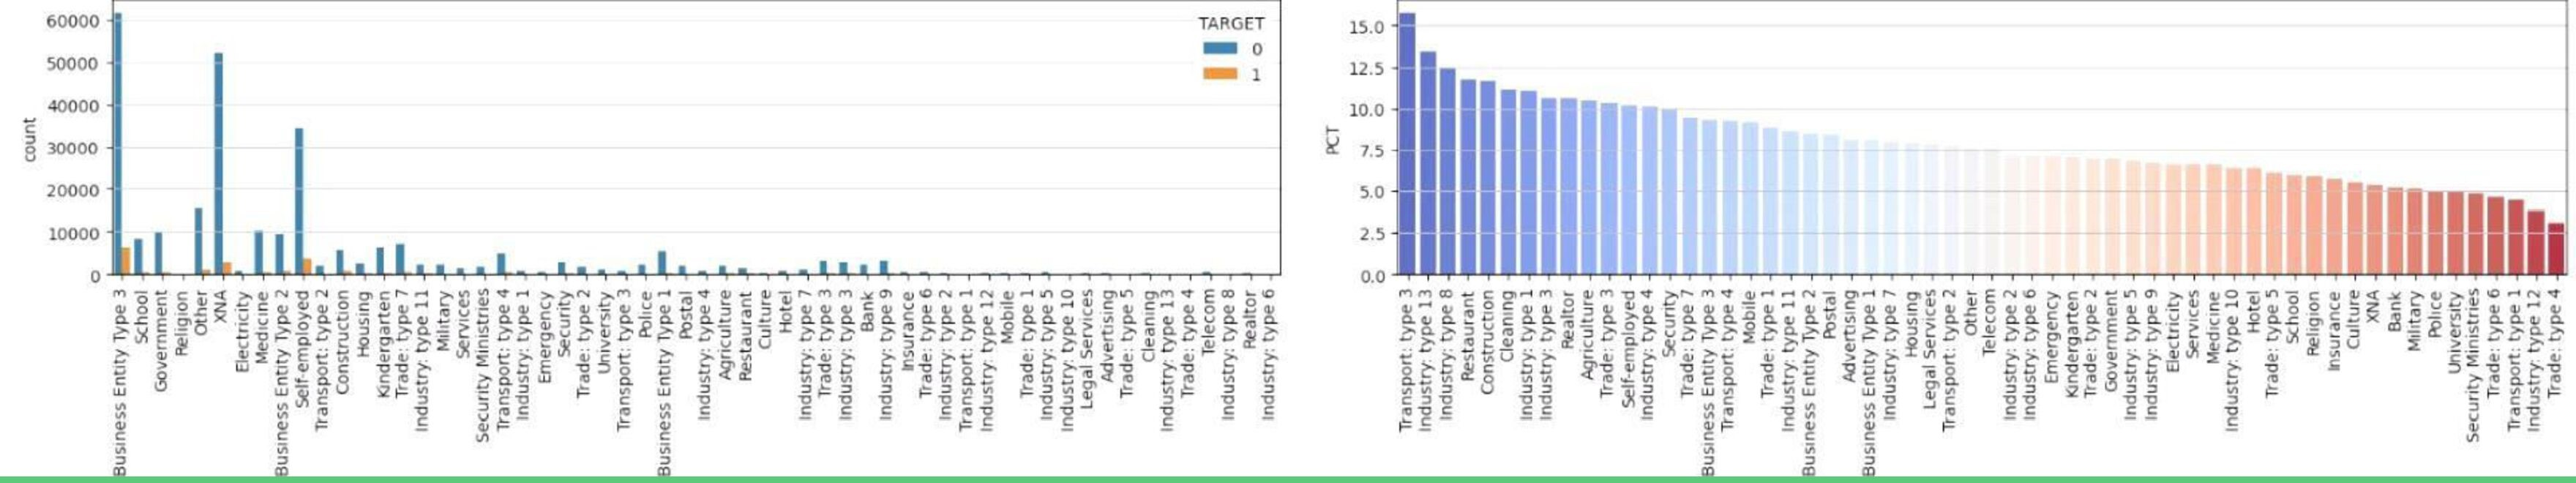 60000
50000
40000
30000
20000
10000
0
count
TARGET
0
1
Business Entity Type 3
School
Government
Religion
Other
XNA
Electricity
Medicine
Business Entity Type 2
Self-employed
Transport: type 2
Construction
Housing
Kindergarten
Trade: type 7
Industry: type 11
Military
Services
Security Ministries
Transport: type 4
Industry: type 1
Emergency
Security
Trade: type 2
University
Transport: type 3
Police
Business Entity Type 1
Postal
Industry: type 4
Agriculture
Restaurant
Culture
Hotel
Industry: type 7
Trade: type 3
Industry: type 3
Bank
Industry: type 9
Insurance
Trade: type 6
Industry: type 2
Transport: type 1
Industry: type 12
Mobile
Trade: type 1
Industry: type 5
Industry: type 10
Legal Services
Advertising
Trade: type 5
Cleaning
Industry: type 13
Trade: type 4
Telecom
Industry: type 8
Realtor
Industry: type 6
15.0
12.5
10.0
7.5
5.0
2.5
0.0
PCT
Transport: type 3
Industry: type 13
Industry: type 8
Restaurant
Construction
Cleaning
Industry: type 1
Industry: type 3
Realtor
Agriculture
Trade: type 3
Self-employed
Industry: type 4
Security
Trade: type 7
Business Entity Type 3
Transport: type 4
Mobile
Trade: type 1
Industry: type 11
Business Entity Type 2
Postal
Advertising
Business Entity Type 1
Industry: type 7
Housing
Legal Services
Transport: type 2
Other
Telecom
Industry: type 2
Industry: type 6
Emergency
Kindergarten
Trade: type 2
Government
Industry: type 5
Industry: type 9
Electricity
Services
Medicine
Industry: type 10
Hotel
Trade: type 5
School
Religion
Insurance
Culture
XNA
Bank
Military
Police
University
Security Ministries
Trade: type 6
Transport: type 1
Industry: type 12
Trade: type 4